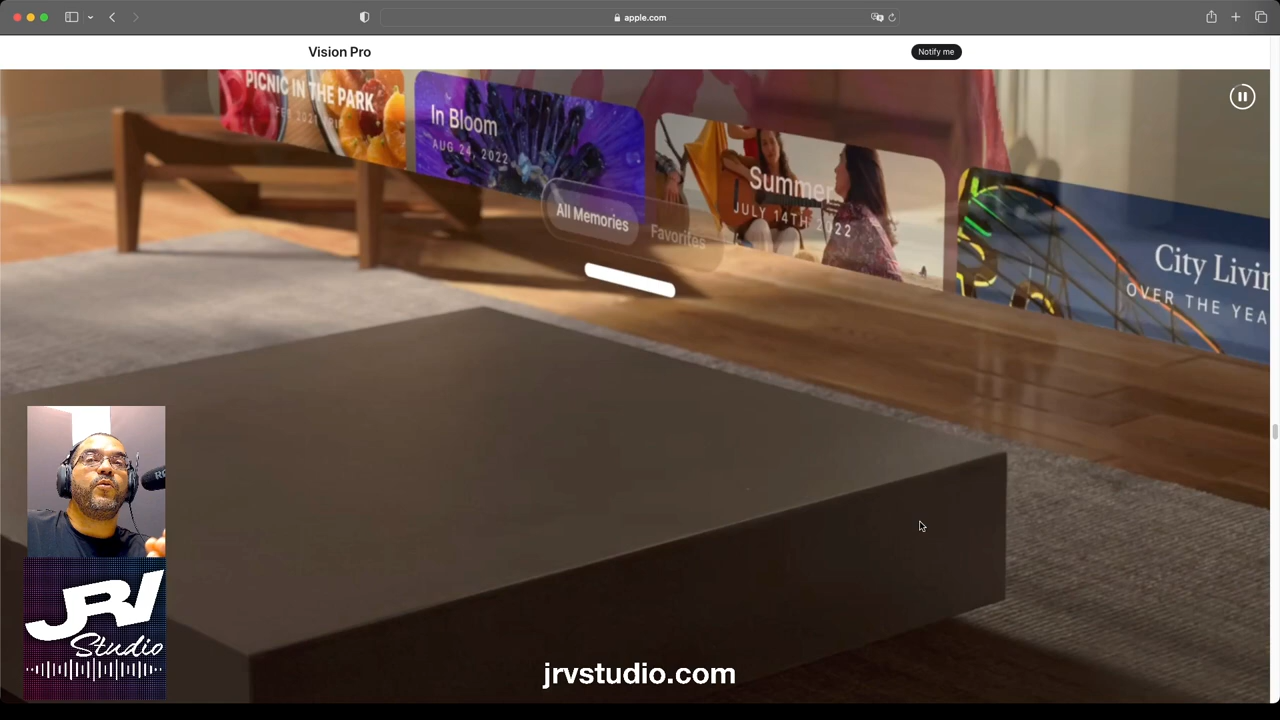 apple.com
Vision Pro
Notify me
PICNIC IN THE PARK
In Bloom
AUG 24, 2022
Summer
JULY 14TH 2022
All Memories
Favorites
City Livin
OVER THE YEA
JRV
Studio
jrvstudio.com